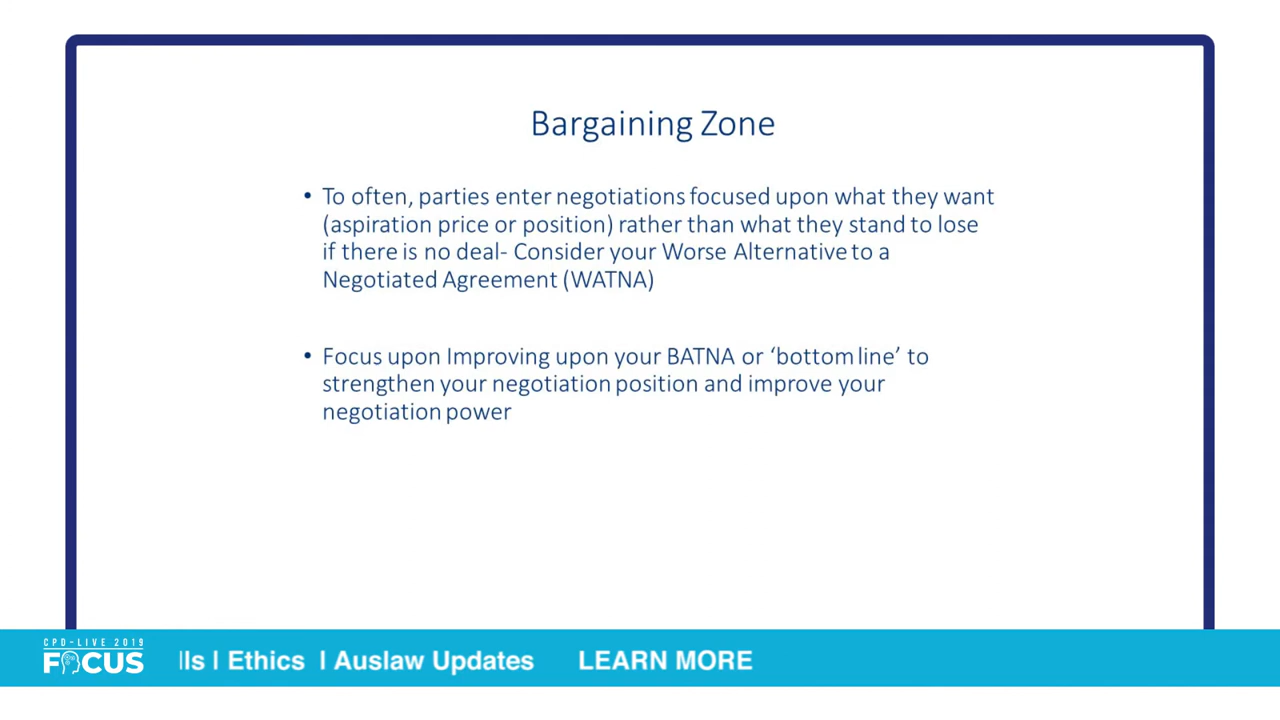 Bargaining Zone
• To often, parties enter negotiations focused upon what they want
(aspiration price or position) rather than what they stand to lose
if there is no deal- Consider your Worse Alternative to a
Negotiated Agreement (WATNA)
• Focus upon Improving upon your BATNA or ‘bottom line’ to
strengthen your negotiation position and improve your
negotiation power
CPD-LIVE 2019
FOCUS
lls | Ethics | Auslaw Updates LEARN MORE